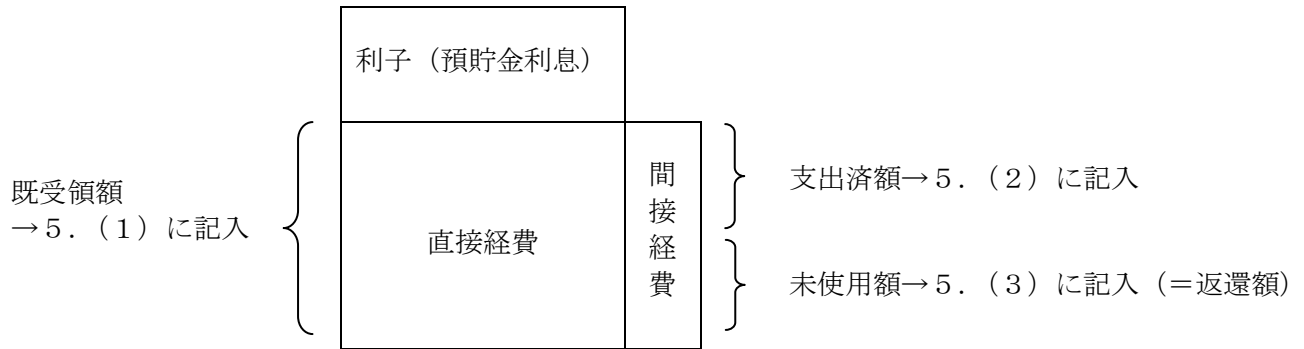 利子（預貯金利息）
既受領額
→５．（１）に記入
直接経費
間接経費
支出済額→５．（２）に記入
未使用額→５．（３）に記入（＝返還額）